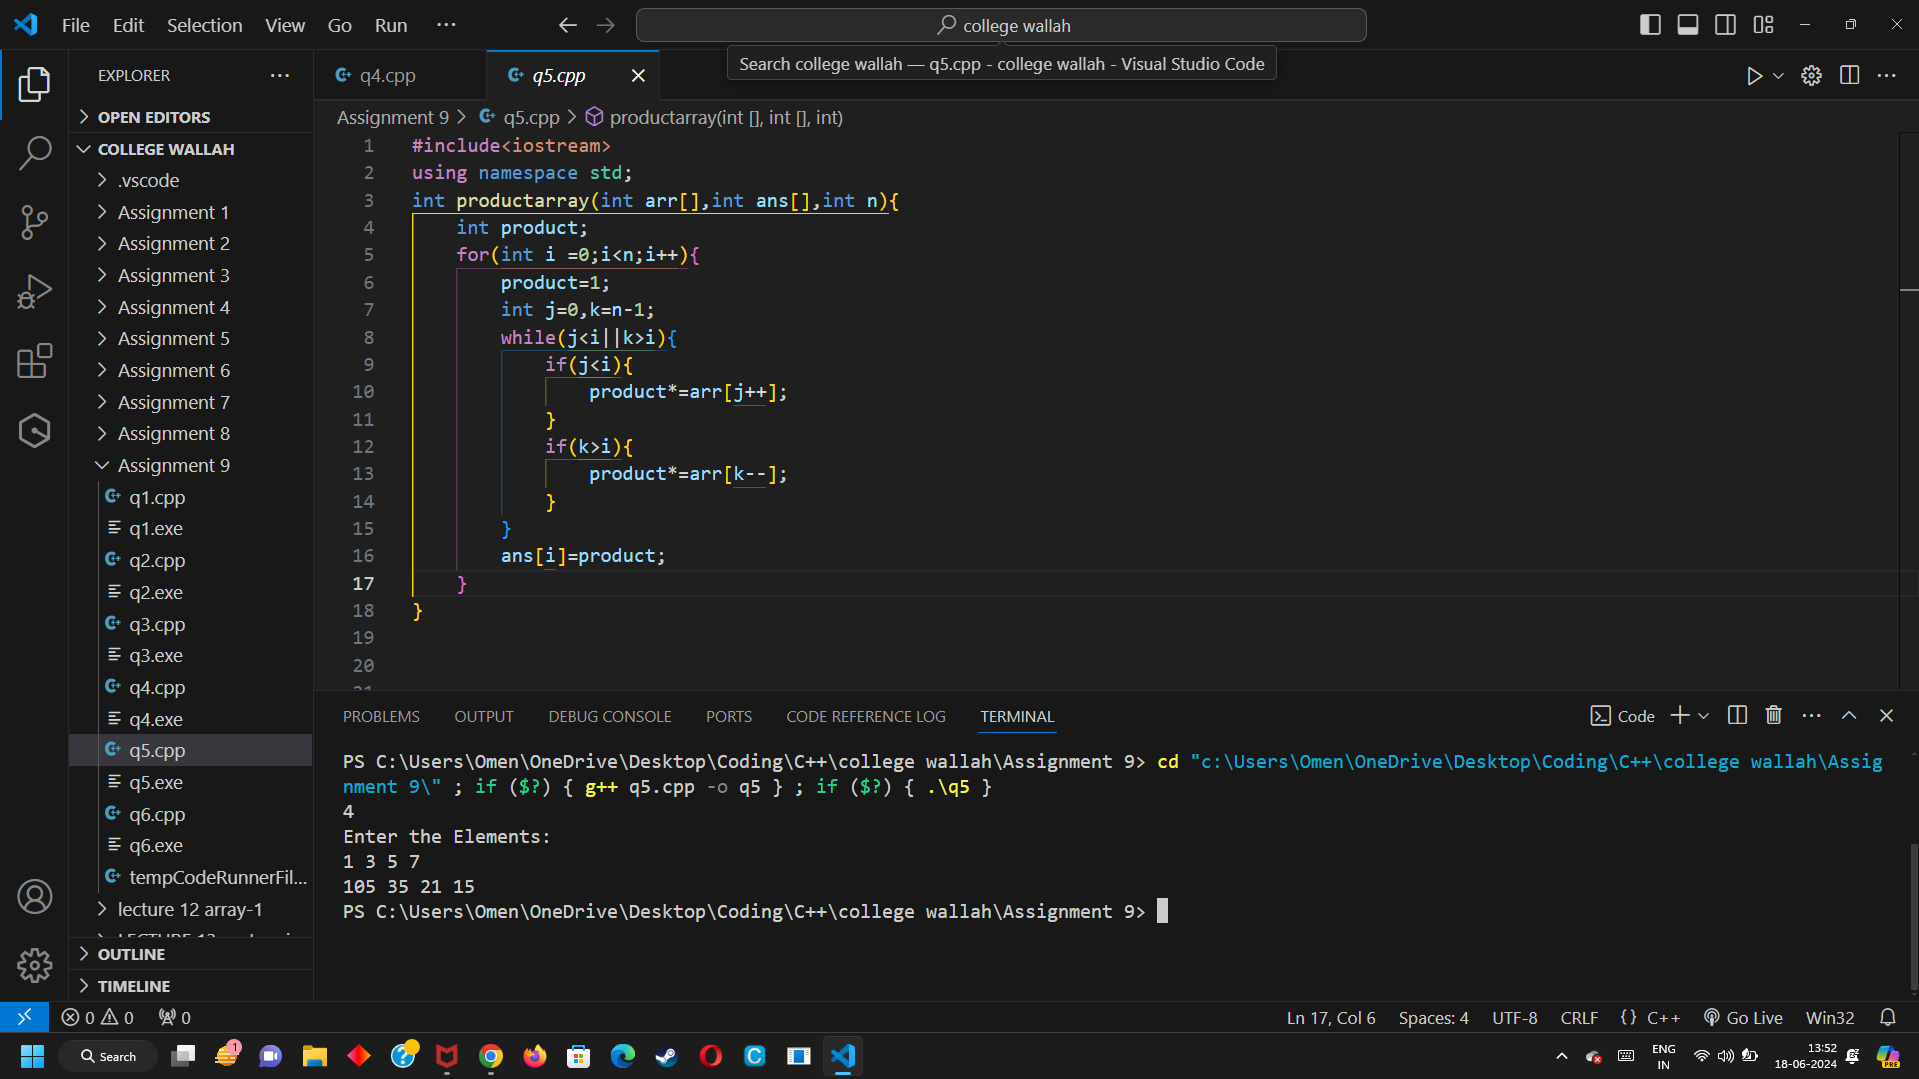 File Edit Selection View Go Run ... college wallah
Search college wallah — q5.cpp - college wallah - Visual Studio Code
EXPLORER ...
OPEN EDITORS
COLLEGE WALLAH
.vscode
Assignment 1
Assignment 2
Assignment 3
Assignment 4
Assignment 5
Assignment 6
Assignment 7
Assignment 8
Assignment 9
q1.cpp
q1.exe
q2.cpp
q2.exe
q3.cpp
q3.exe
q4.cpp
q4.exe
q5.cpp
q5.exe
q6.cpp
q6.exe
tempCodeRunnerFil...
lecture 12 array-1
OUTLINE
TIMELINE
q4.cpp q5.cpp
Assignment 9 > q5.cpp > productarray(int [], int [], int)
1 #include<iostream>
2 using namespace std;
3 int productarray(int arr[],int ans[],int n){
4 int product;
5 for(int i =0;i<n;i++){
6 product=1;
7 int j=0,k=n-1;
8 while(j<i||k>i){
9 if(j<i){
10 product*=arr[j++];
11 }
12 if(k>i){
13 product*=arr[k--];
14 }
15 }
16 ans[i]=product;
17 }
18 }
19
20
PROBLEMS OUTPUT DEBUG CONSOLE PORTS CODE REFERENCE LOG TERMINAL Code
PS C:\Users\Omen\OneDrive\Desktop\Coding\C++\college wallah\Assignment 9> cd "c:\Users\Omen\OneDrive\Desktop\Coding\C++\college wallah\Assig
nment 9\" ; if ($?) { g++ q5.cpp -o q5 } ; if ($?) { .\q5 }
4
Enter the Elements:
1 3 5 7
105 35 21 15
PS C:\Users\Omen\OneDrive\Desktop\Coding\C++\college wallah\Assignment 9>
0 0 0 Ln 17, Col 6 Spaces: 4 UTF-8 CRLF {} C++ Go Live Win32
Search 1 ENG 13:52
IN 18-06-2024